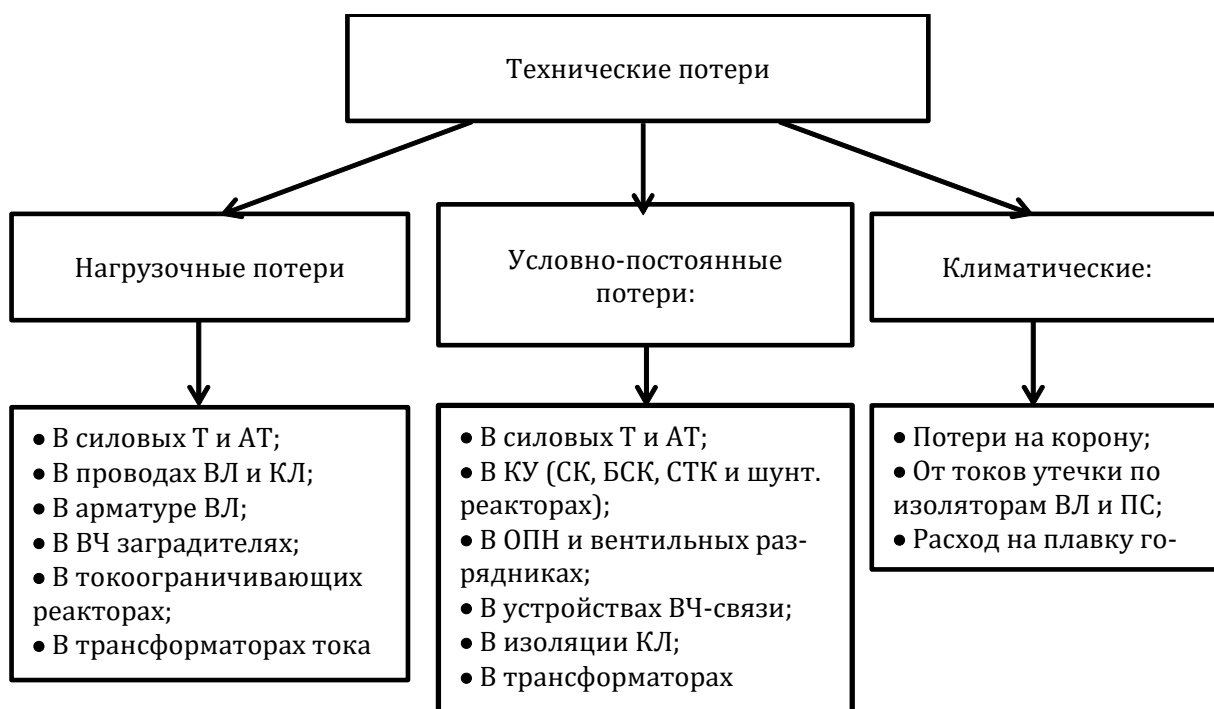 Технические потери
Нагрузочные потери
Условно-постоянные
потери:
Климатические:
• В силовых Т и АТ;
• В проводах ВЛ и КЛ;
• В арматуре ВЛ;
• В ВЧ заградителях;
• В токоограничивающих
реакторах;
• В трансформаторах тока
• В силовых Т и АТ;
• В КУ (СК, БСК, СТК и шунт.
реакторах);
• В ОПН и вентильных раз-
рядниках;
• В устройствах ВЧ-связи;
• В изоляции КЛ;
• В трансформаторах
• Потери на корону;
• От токов утечки по
изоляторам ВЛ и ПС;
• Расход на плавку го-